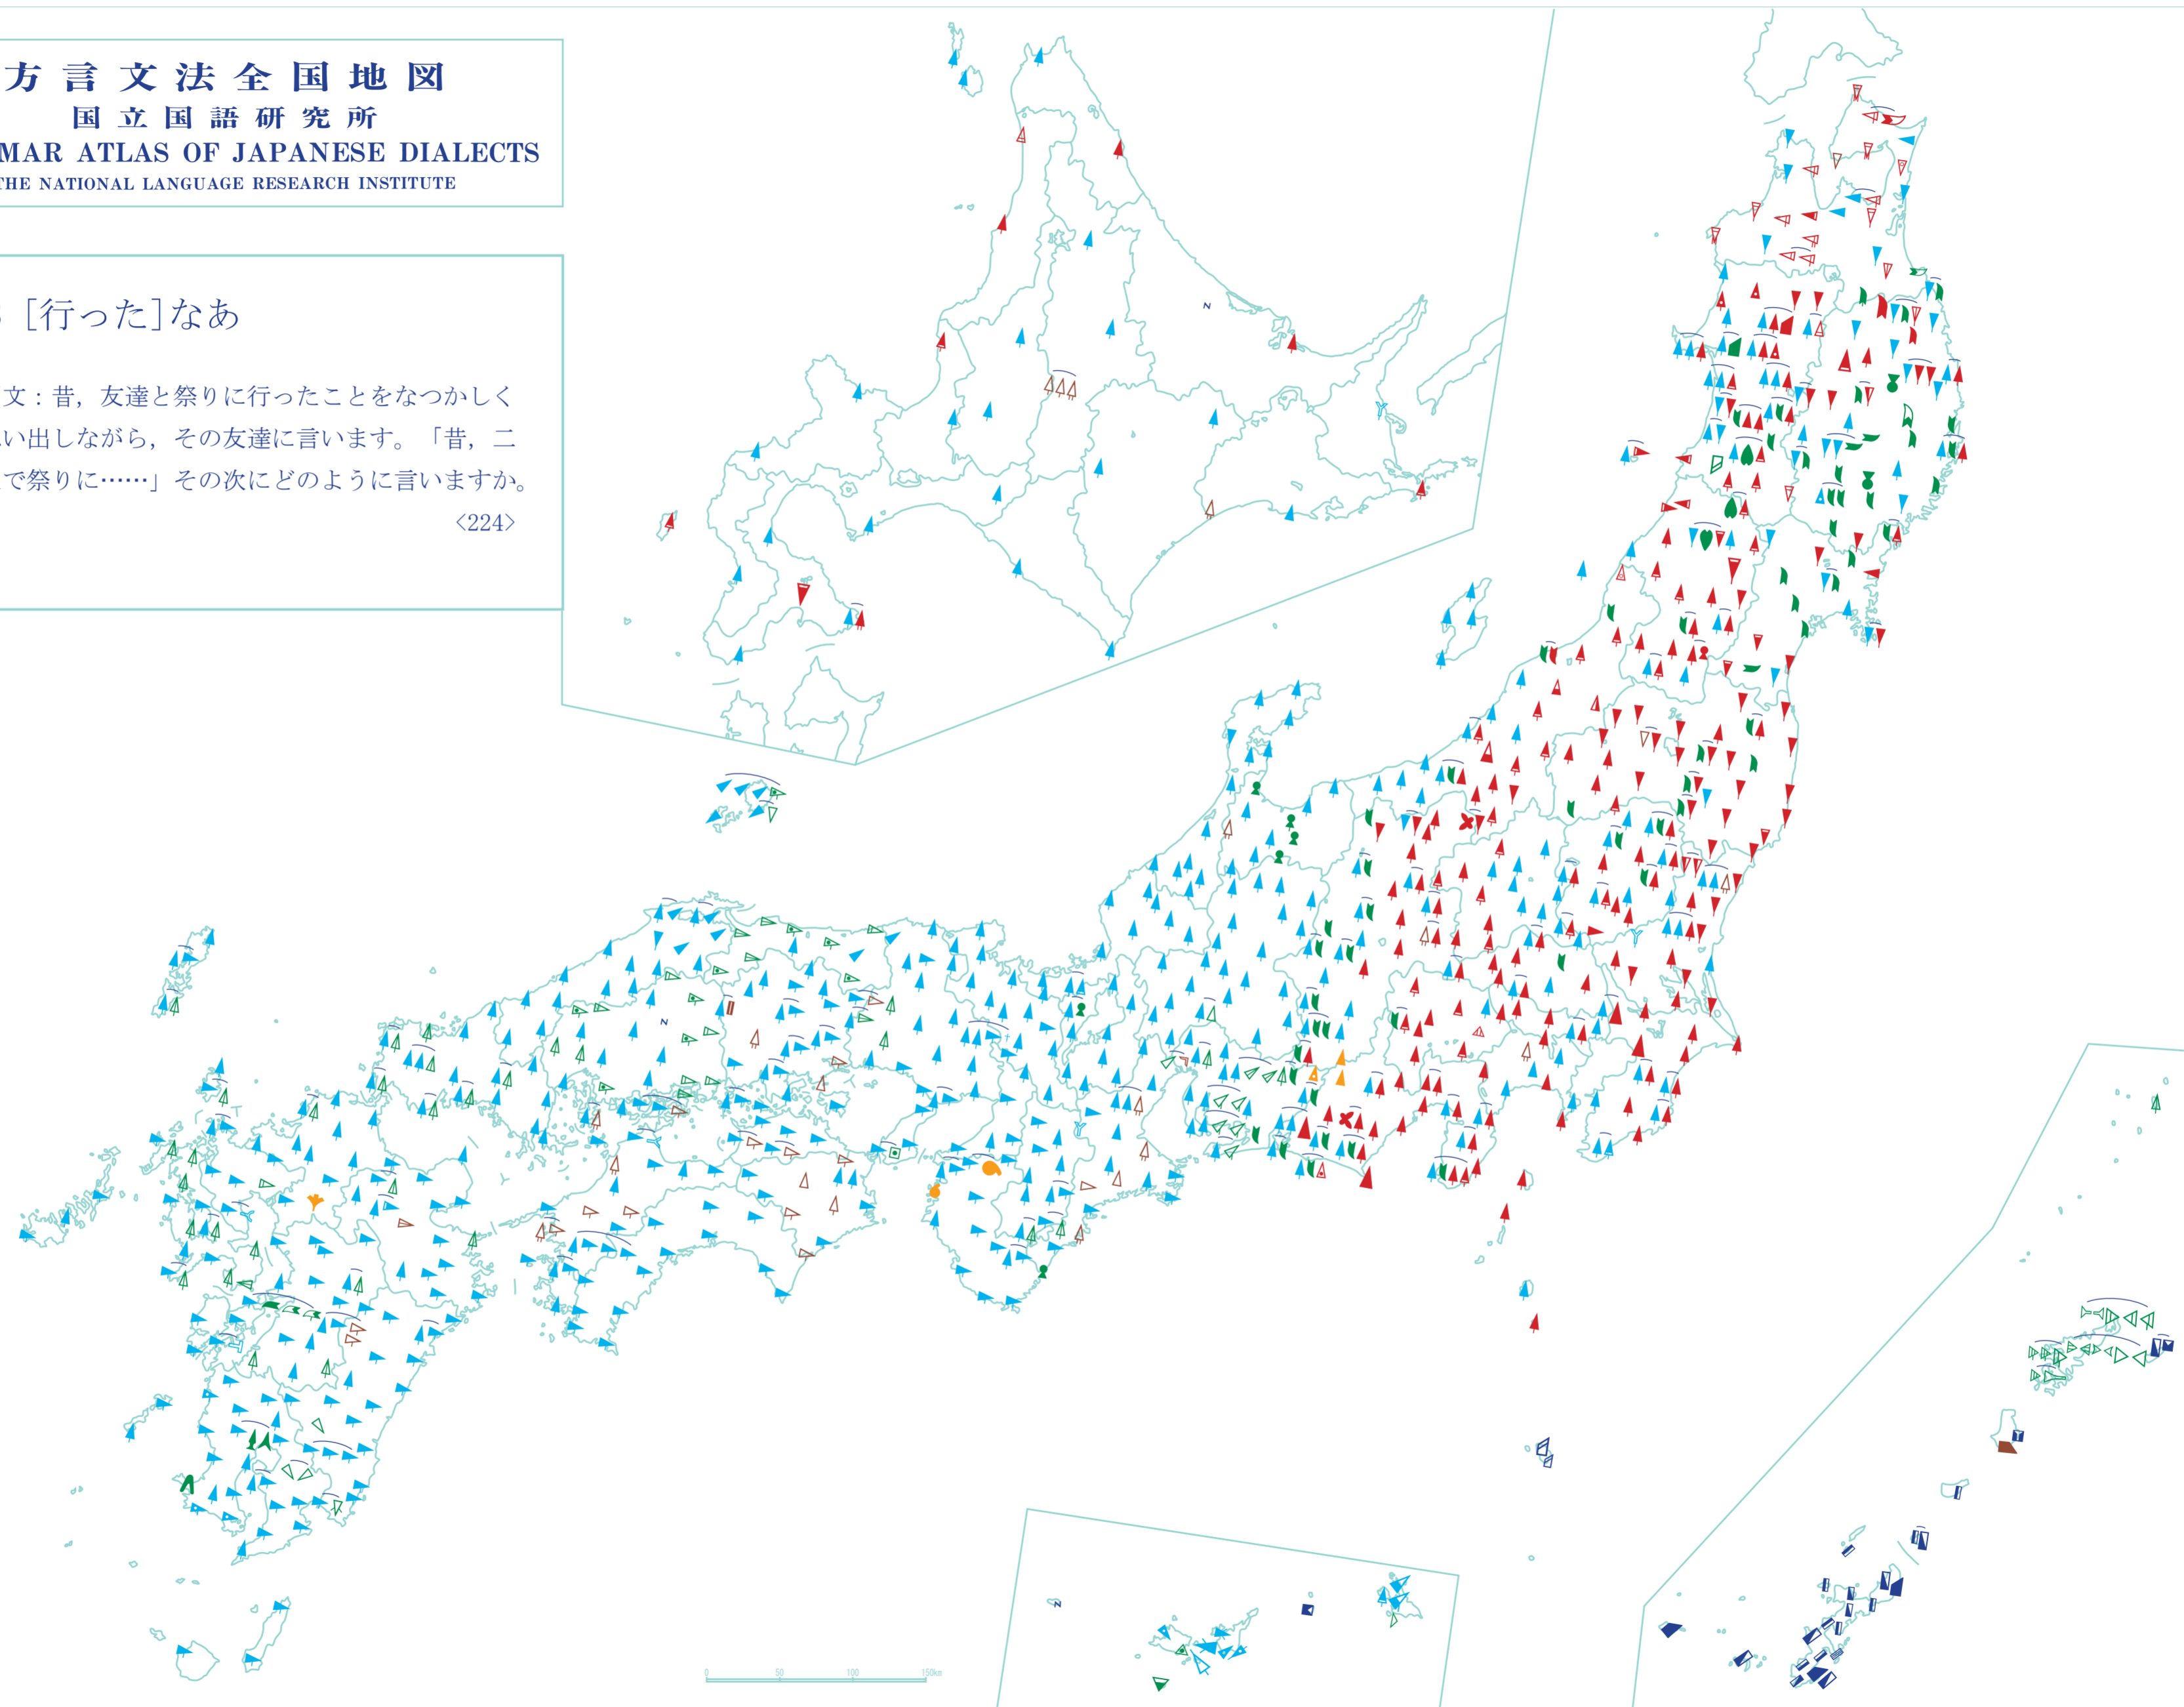 方言文法全国地図
国立国語研究所
MAR ATLAS OF JAPANESE DIALECTS
THE NATIONAL LANGUAGE RESEARCH INSTITUTE
[行った]なあ
文：昔，友達と祭りに行ったことをなつかしく
い出しながら，その友達に言います。「昔，二
で祭りに……」その次にどのように言いますか。
<224>
N
N
N
0 50 100 150km